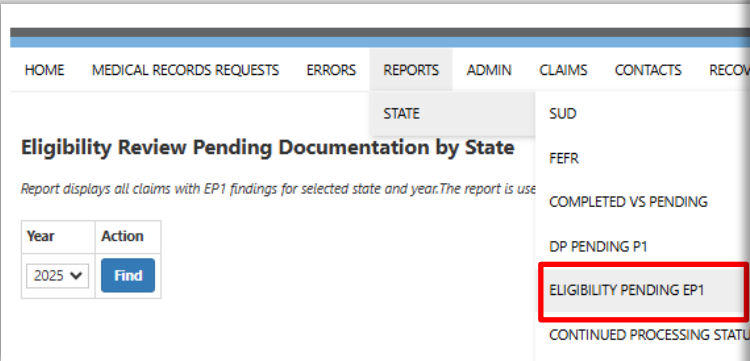 HOME MEDICAL RECORDS REQUESTS ERRORS REPORTS ADMIN CLAIMS CONTACTS
STATE
SUD
FEFR
COMPLETED VS PENDING
DP PENDING P1
ELIGIBILITY PENDING EP1
CONTINUED PROCESSING
Eligibility Review Pending Documentation by State
Report displays all claims with EP1 findings for selected state and year.The report is
Year Action
2025 Find